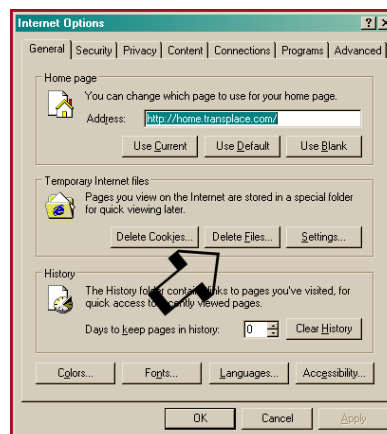 Internet Options
General Security Privacy Content Connections Programs Advanced
Home page
You can change which page to use for your home page.
Address: http://home.transplace.com/
Use Current Use Default Use Blank
Temporary Internet files
Pages you view on the Internet are stored in a special folder
for quick viewing later.
Delete Cookies... Delete Files... Settings...
History
The History folder contains links to pages you've visited, for
quick access to recently viewed pages.
Days to keep pages in history: 0 Clear History
Colors... Fonts... Languages... Accessibility...
OK Cancel Apply